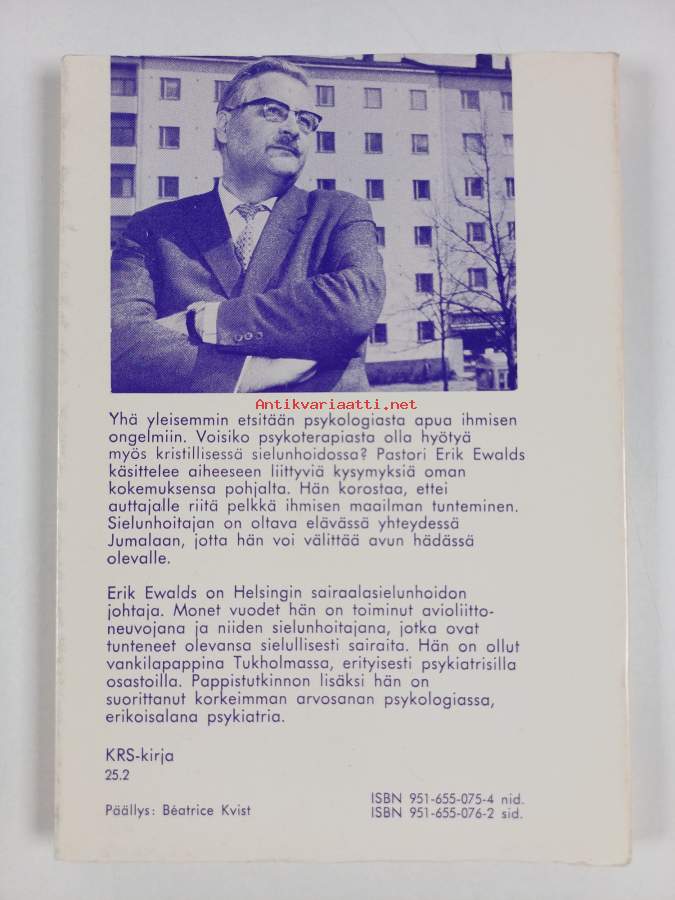 Antikvariaatti.net
Yhä yleisemmin etsitään psykologiasta apua ihmisen
ongelmiin. Voisiko psykoterapiasta olla hyötyä
myös kristillisessä sielunhoidossa? Pastori Erik Ewalds
käsittelee aiheeseen liittyviä kysymyksiä oman
kokemuksensa pohjalta. Hän korostaa, ettei
auttajalle riitä pelkkä ihmisen maailman tunteminen.
Sielunhoitajan on oltava elävässä yhteydessä
Jumalaan, jotta hän voi välittää avun hädässä
olevalle.
Erik Ewalds on Helsingin sairaalasielunhoidon
johtaja. Monet vuodet hän on toiminut avioliitto-
neuvojana ja niiden sielunhoitajana, jotka ovat
tunteneet olevansa sielullisesti sairaita. Hän on ollut
vankilapappina Tukholmassa, erityisesti psykiatrisilla
osastoilla. Pappistutkinnon lisäksi hän on
suorittanut korkeimman arvosanan psykologiassa,
erikoisalana psykiatria.
KRS-kirja
25.2
Päällys: Béatrice Kvist
ISBN 951-655-075-4 nid.
ISBN 951-655-076-2 sid.